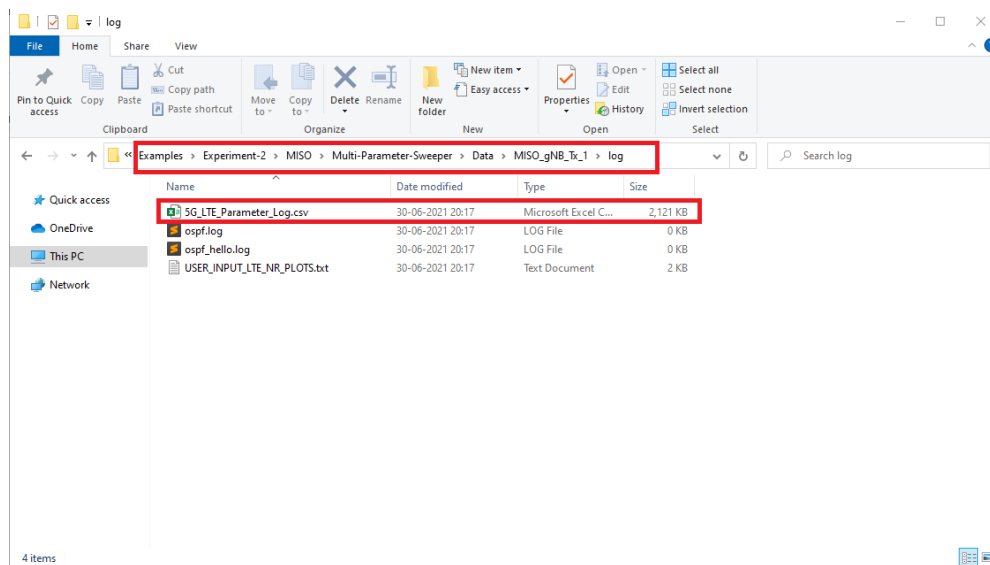 log
File Home Share View
Pin to Quick access
Copy
Paste
Cut
Copy path
Paste shortcut
Clipboard
Move to
Copy to
Delete
Rename
Organize
New folder
New item
Easy access
New
Properties
Open
Edit
History
Open
Select all
Select none
Invert selection
Select
« Examples > Experiment-2 > MISO > Multi-Parameter-Sweeper > Data > MISO_gNB_Tx_1 > log
Search log
Quick access
OneDrive
This PC
Network
Name Date modified Type Size
5G_LTE_Parameter_Log.csv 30-06-2021 20:17 Microsoft Excel C... 2,121 KB
ospf.log 30-06-2021 20:17 LOG File 0 KB
ospf_hello.log 30-06-2021 20:17 LOG File 0 KB
USER_INPUT_LTE_NR_PLOTS.txt 30-06-2021 20:17 Text Document 2 KB
4 items